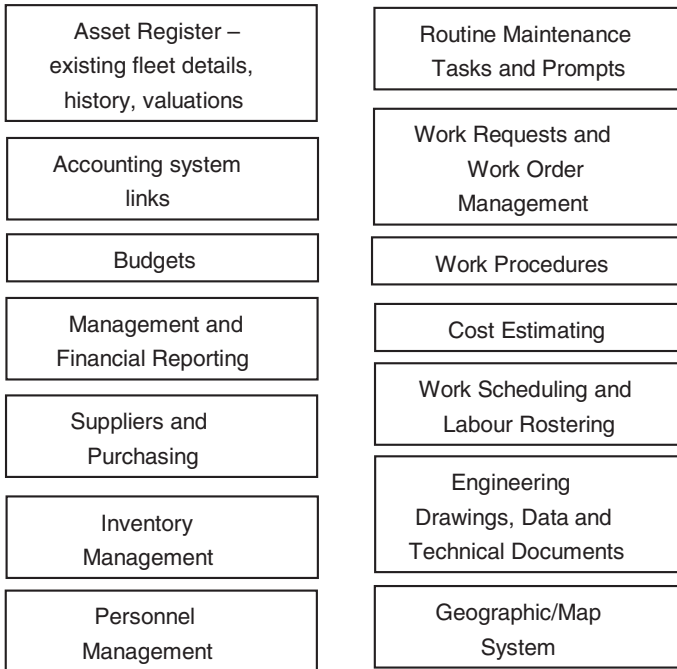 Asset Register –
existing fleet details,
history, valuations
Accounting system
links
Budgets
Management and
Financial Reporting
Suppliers and
Purchasing
Inventory
Management
Personnel
Management
Routine Maintenance
Tasks and Prompts
Work Requests and
Work Order
Management
Work Procedures
Cost Estimating
Work Scheduling and
Labour Rostering
Engineering
Drawings, Data and
Technical Documents
Geographic/Map
System